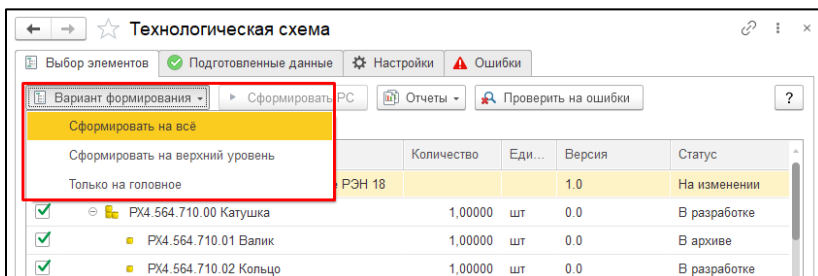 Технологическая схема
Выбор элементов Подготовленные данные Настройки Ошибки
Вариант формирования Сформировать РС Отчеты Проверить на ошибки ?
Сформировать на всё
Сформировать на верхний уровень Количество Еди... Версия Статус
Только на головное РЭН 18 1.0 На изменении
РХ4.564.710.00 Катушка 1,00000 шт 0.0 В разработке
РХ4.564.710.01 Валик 1,00000 шт 0.0 В архиве
РХ4.564.710.02 Кольцо 1,00000 шт 0.0 В разработке